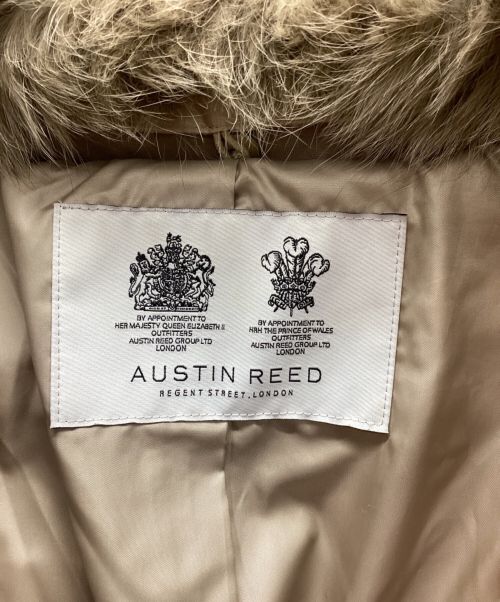 BY APPOINTMENT TO
HER MAJESTY QUEEN ELIZABETH II
OUTFITTERS
AUSTIN REED GROUP LTD
LONDON
BY APPOINTMENT TO
HRH THE PRINCE OF WALES
OUTFITTERS
AUSTIN REED GROUP LTD
LONDON
AUSTIN REED
REGENT STREET, LONDON